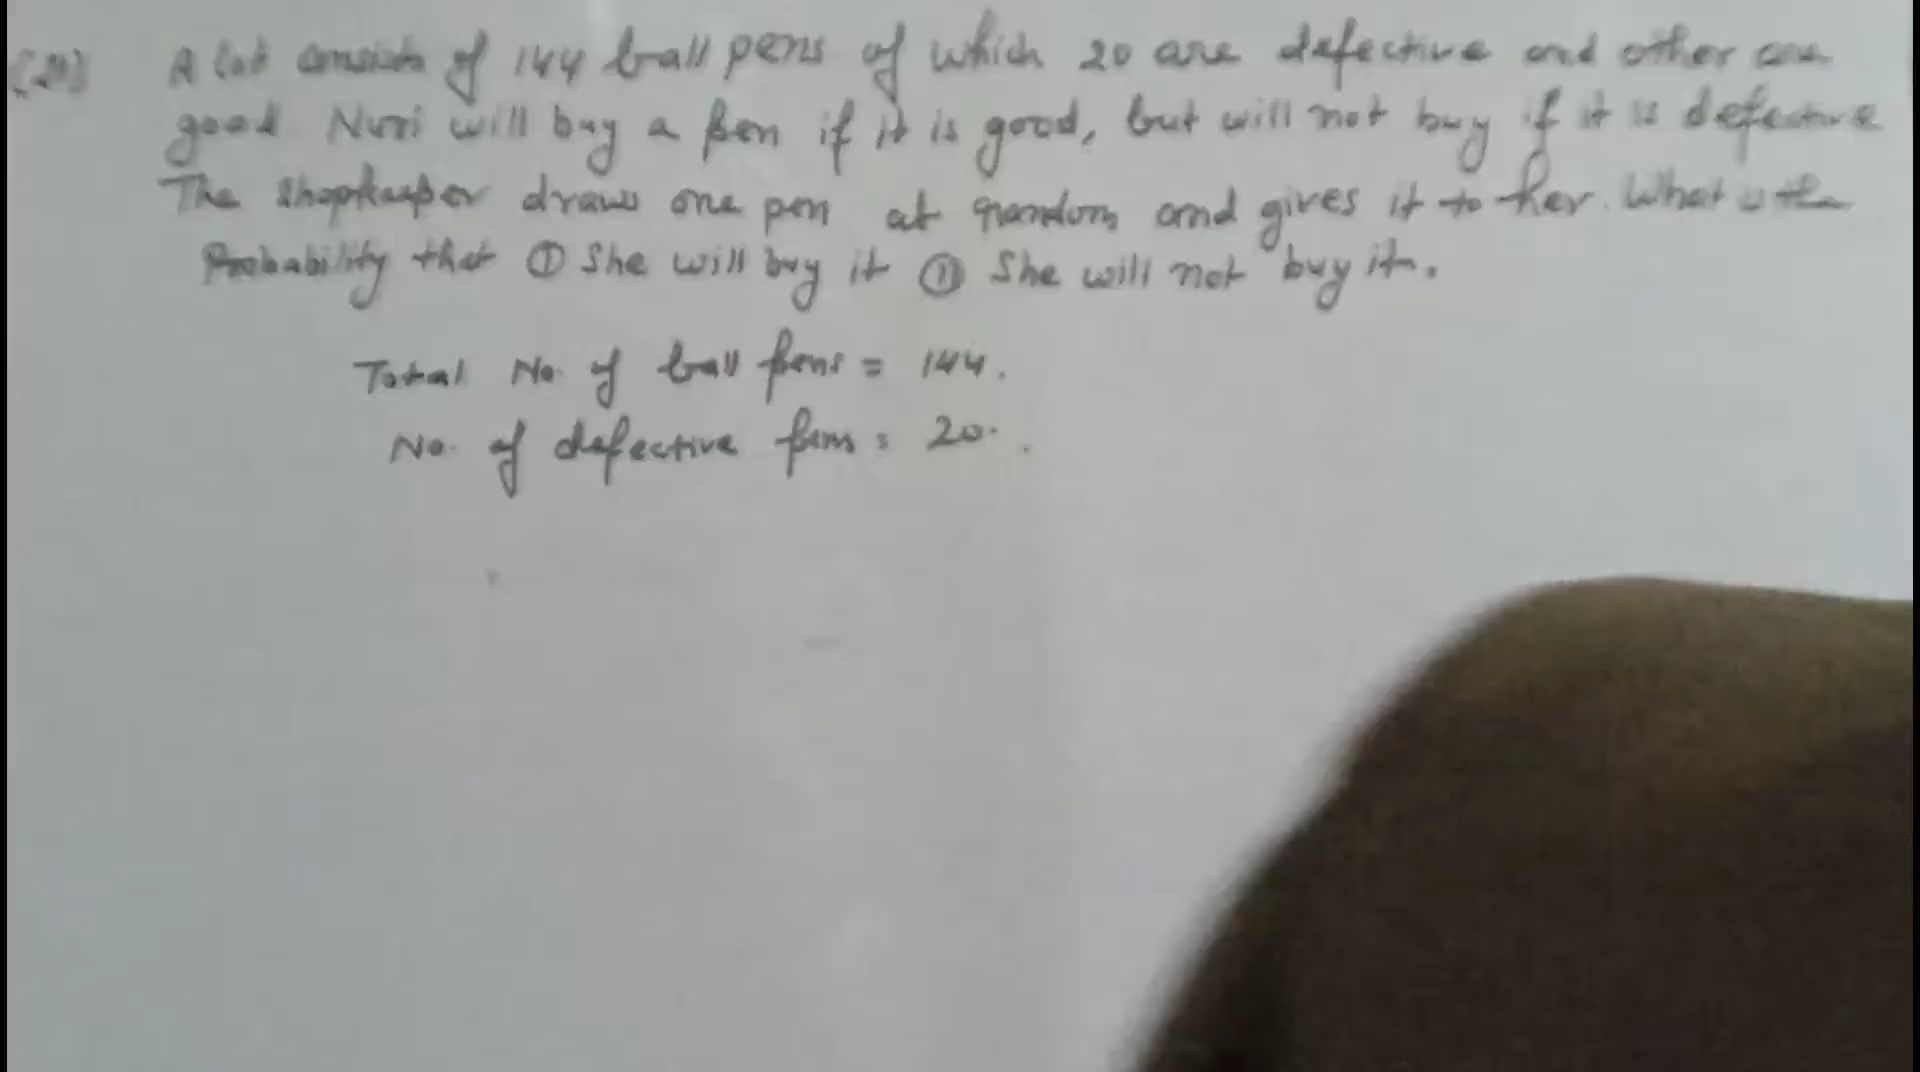 (21) A lot consists of 144 ball pens of which 20 are defective and other are
good. Nuri will buy a pen if it is good, but will not buy if it is defective
The shopkeeper draws one pen at random and gives it to her. What is the
Probability that ① She will buy it ⑪ She will not buy it.
Total No. of ball pens = 144.
No. of defective pens = 20.